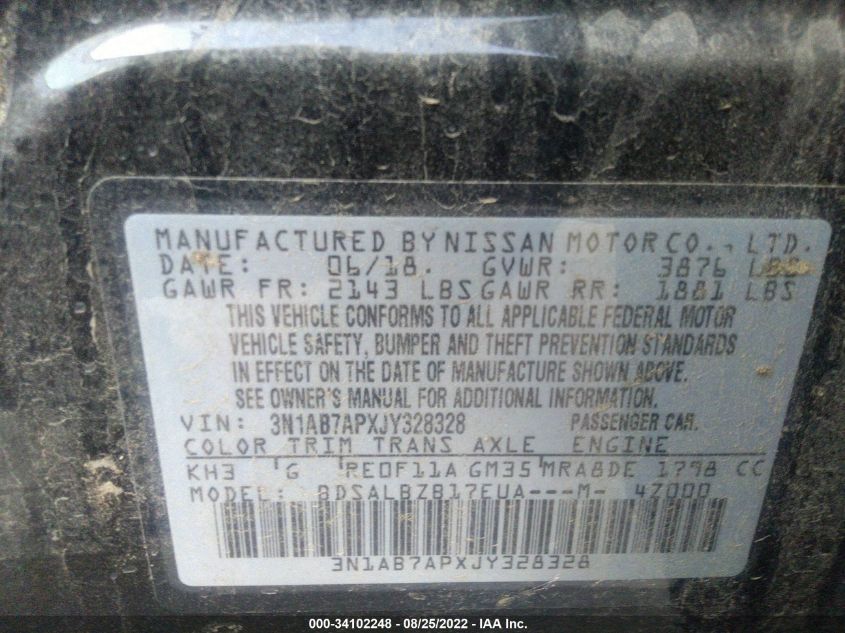 MANUFACTURED BY NISSAN MOTOR CO., LTD.
DATE: 06/18. GVWR: 3876 LBS
GAWR FR: 2143 LBS GAWR RR: 1881 LBS
THIS VEHICLE CONFORMS TO ALL APPLICABLE FEDERAL MOTOR
VEHICLE SAFETY, BUMPER AND THEFT PREVENTION STANDARDS
IN EFFECT ON THE DATE OF MANUFACTURE SHOWN ABOVE.
SEE OWNER'S MANUAL FOR ADDITIONAL INFORMATION.
VIN: 3N1AB7APXJY328328 PASSENGER CAR.
COLOR TRIM TRANS AXLE ENGINE
KH3 'G 'RE0F11A GM35'MRA8DE 1798 CC
MODEL: BDSALBZB17EUA---M- 4Z000
3N1AB7APXJY328328
000-34102248 - 08/25/2022 - IAA Inc.